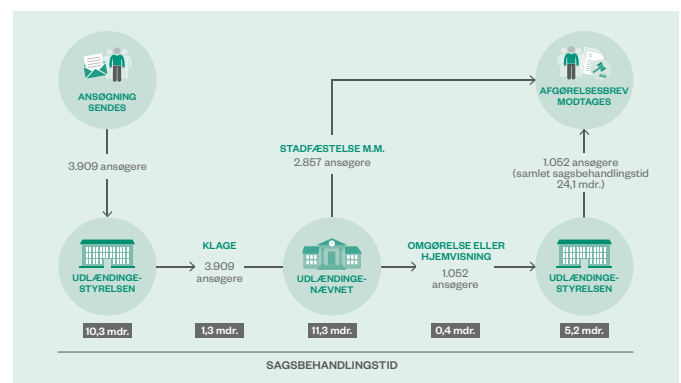 ANSØGNING
SENDES
AFGØRELSESBREV
MODTAGES
STADFÆSTELSE M.M.
2.857 ansøgere
3.909 ansøgere
1.052 ansøgere
(samlet sagsbehandlingstid
24,1 mdr.)
KLAGE
3.909
ansøgere
OMGØRELSE ELLER
HJEMVISNING
1.052
ansøgere
UDLÆNDINGE-
STYRELSEN
UDLÆNDINGE-
NÆVNET
UDLÆNDINGE-
STYRELSEN
10,3 mdr.
1,3 mdr.
11,3 mdr.
0,4 mdr.
5,2 mdr.
SAGSBEHANDLINGSTID